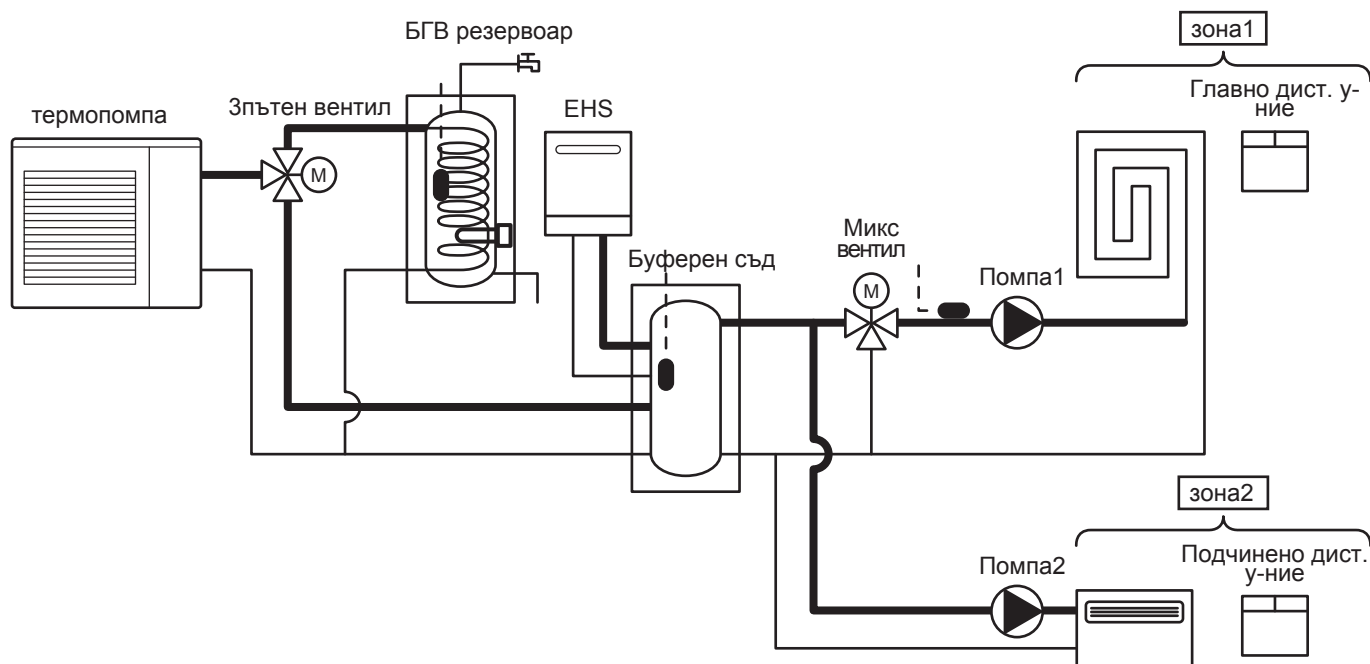 БГВ резервоар
зона1
Главно дист. у-
ние
3пътен вентил
термопомпа
EHS
M
Микс
вентил
M
Буферен съд
Помпа1
зона2
Подчинено дист.
у-ние
Помпа2